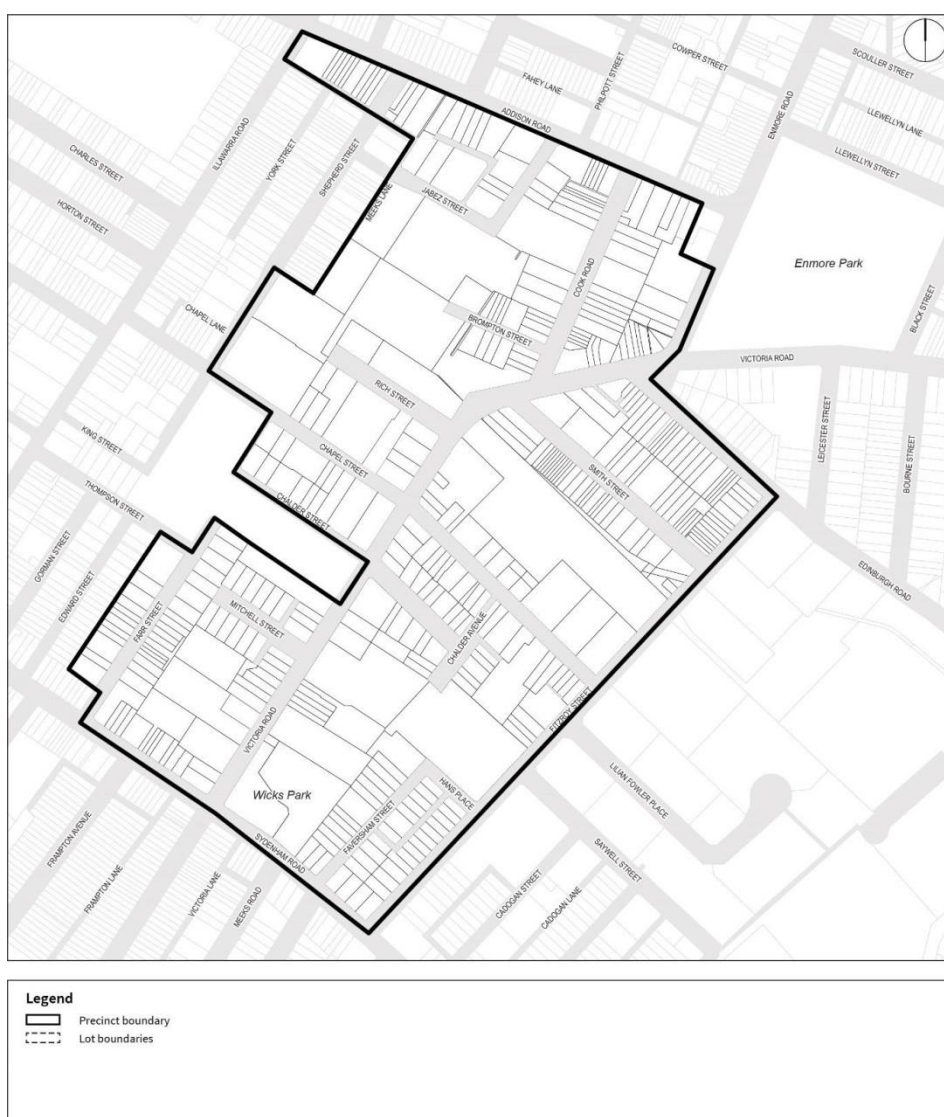 COWPER STREET
SCOULLER STREET
FAHEY LANE
PHILPOTT STREET
ENMORE ROAD
LLEWELLYN LANE
ADDISON ROAD
LLEWELLYN STREET
ILLAWARRA ROAD
YORK STREET
SHEPHERD STREET
CHARLES STREET
MEEKS LANE
JABEZ STREET
HORTON STREET
Enmore Park
COOK ROAD
BLACK STREET
CHAPEL LANE
BROMPTON STREET
VICTORIA ROAD
RICH STREET
LEICESTER STREET
BOURNE STREET
KING STREET
CHAPEL STREET
SMITH STREET
THOMPSON STREET
CHALDER STREET
GORMAN STREET
EDWARD STREET
EDINBURGH ROAD
FARR STREET
MITCHELL STREET
CHALDER AVENUE
VICTORIA ROAD
FITZROY STREET
Wicks Park
HANS PLACE
LILIAN FOWLER PLACE
FAVERSHAM STREET
SYDENHAM ROAD
FRAMPTON AVENUE
FRAMPTON LANE
VICTORIA LANE
MEEKS ROAD
CADOGAN STREET
CADOGAN LANE
SAYWELL STREET
Legend
Precinct boundary
Lot boundaries